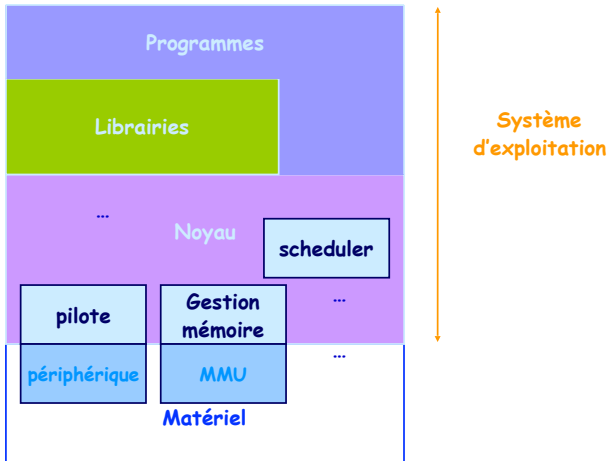 Programmes
Système
d'exploitation
Librairies
...
Noyau
scheduler
pilote
Gestion
mémoire
...
périphérique
MMU
...
Matériel